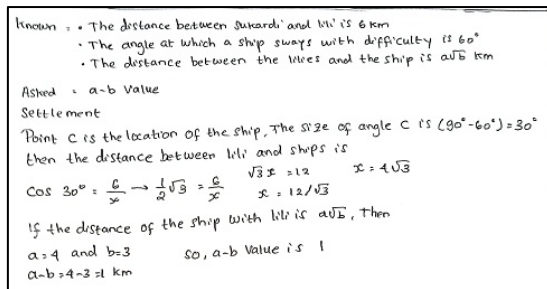 Known : • The distance between sukardi and lili is 6 km
• The angle at which a ship sways with difficulty is 60°
• The distance between the lilies and the ship is a√b km
Asked : a-b value
Settlement
Point C is the location of the ship, The size of angle C is (90°-60°)=30°
then the distance between lili and ships is
cos 30° = 6/x → 1/2 √3 = 6/x √3 x = 12 x = 4√3
x = 12/√3
If the distance of the ship with lili is a√b, then
a=4 and b=3 so, a-b value is 1
a-b=4-3=1 km